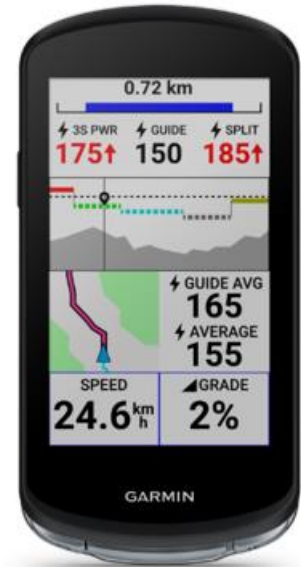 0.72 km
3S PWR GUIDE SPLIT
175↑ 150 185↑
GUIDE AVG
165
AVERAGE
155
SPEED GRADE
24.6 km/h 2%
GARMIN